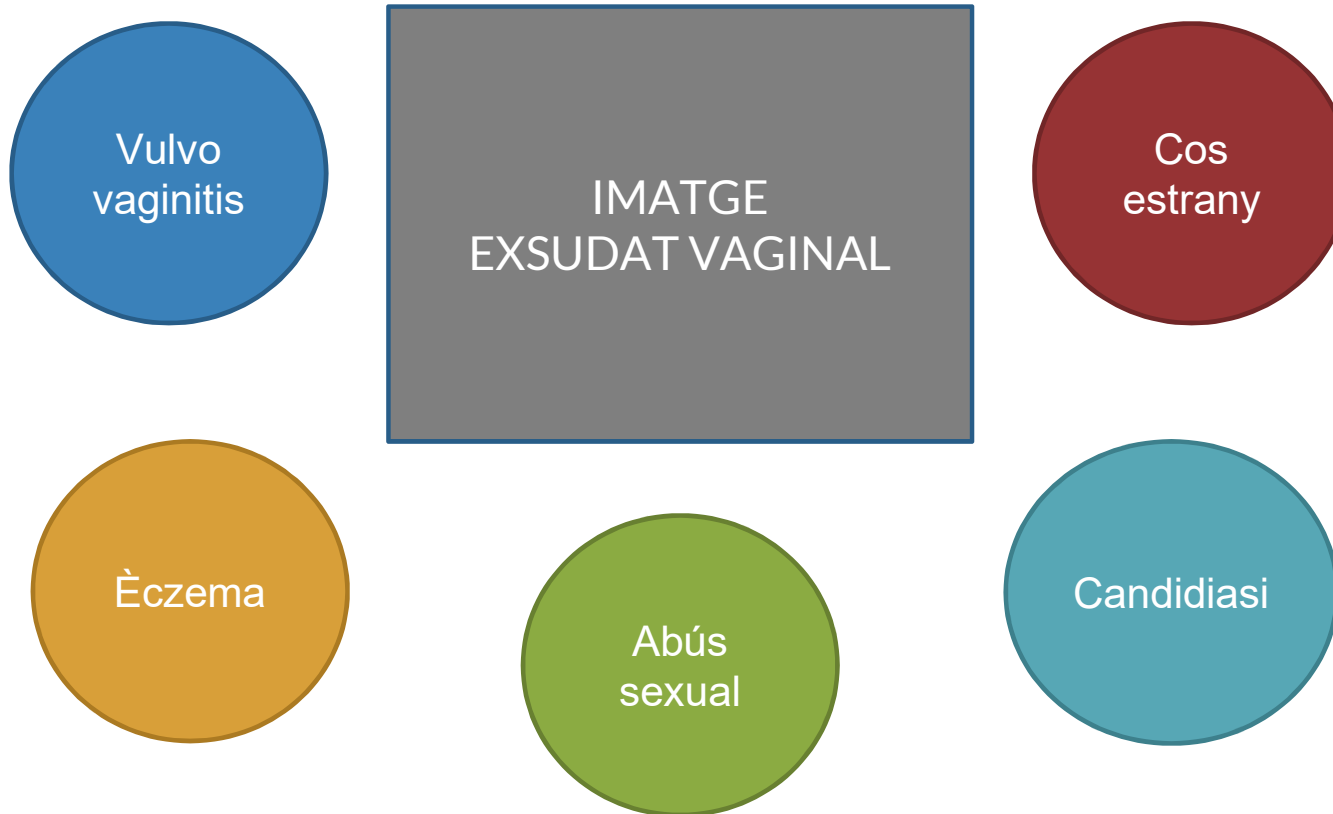 Vulvo
vaginitis
IMATGE
EXSUDAT VAGINAL
Cos
estrany
Èczema
Abús
sexual
Candidiasi